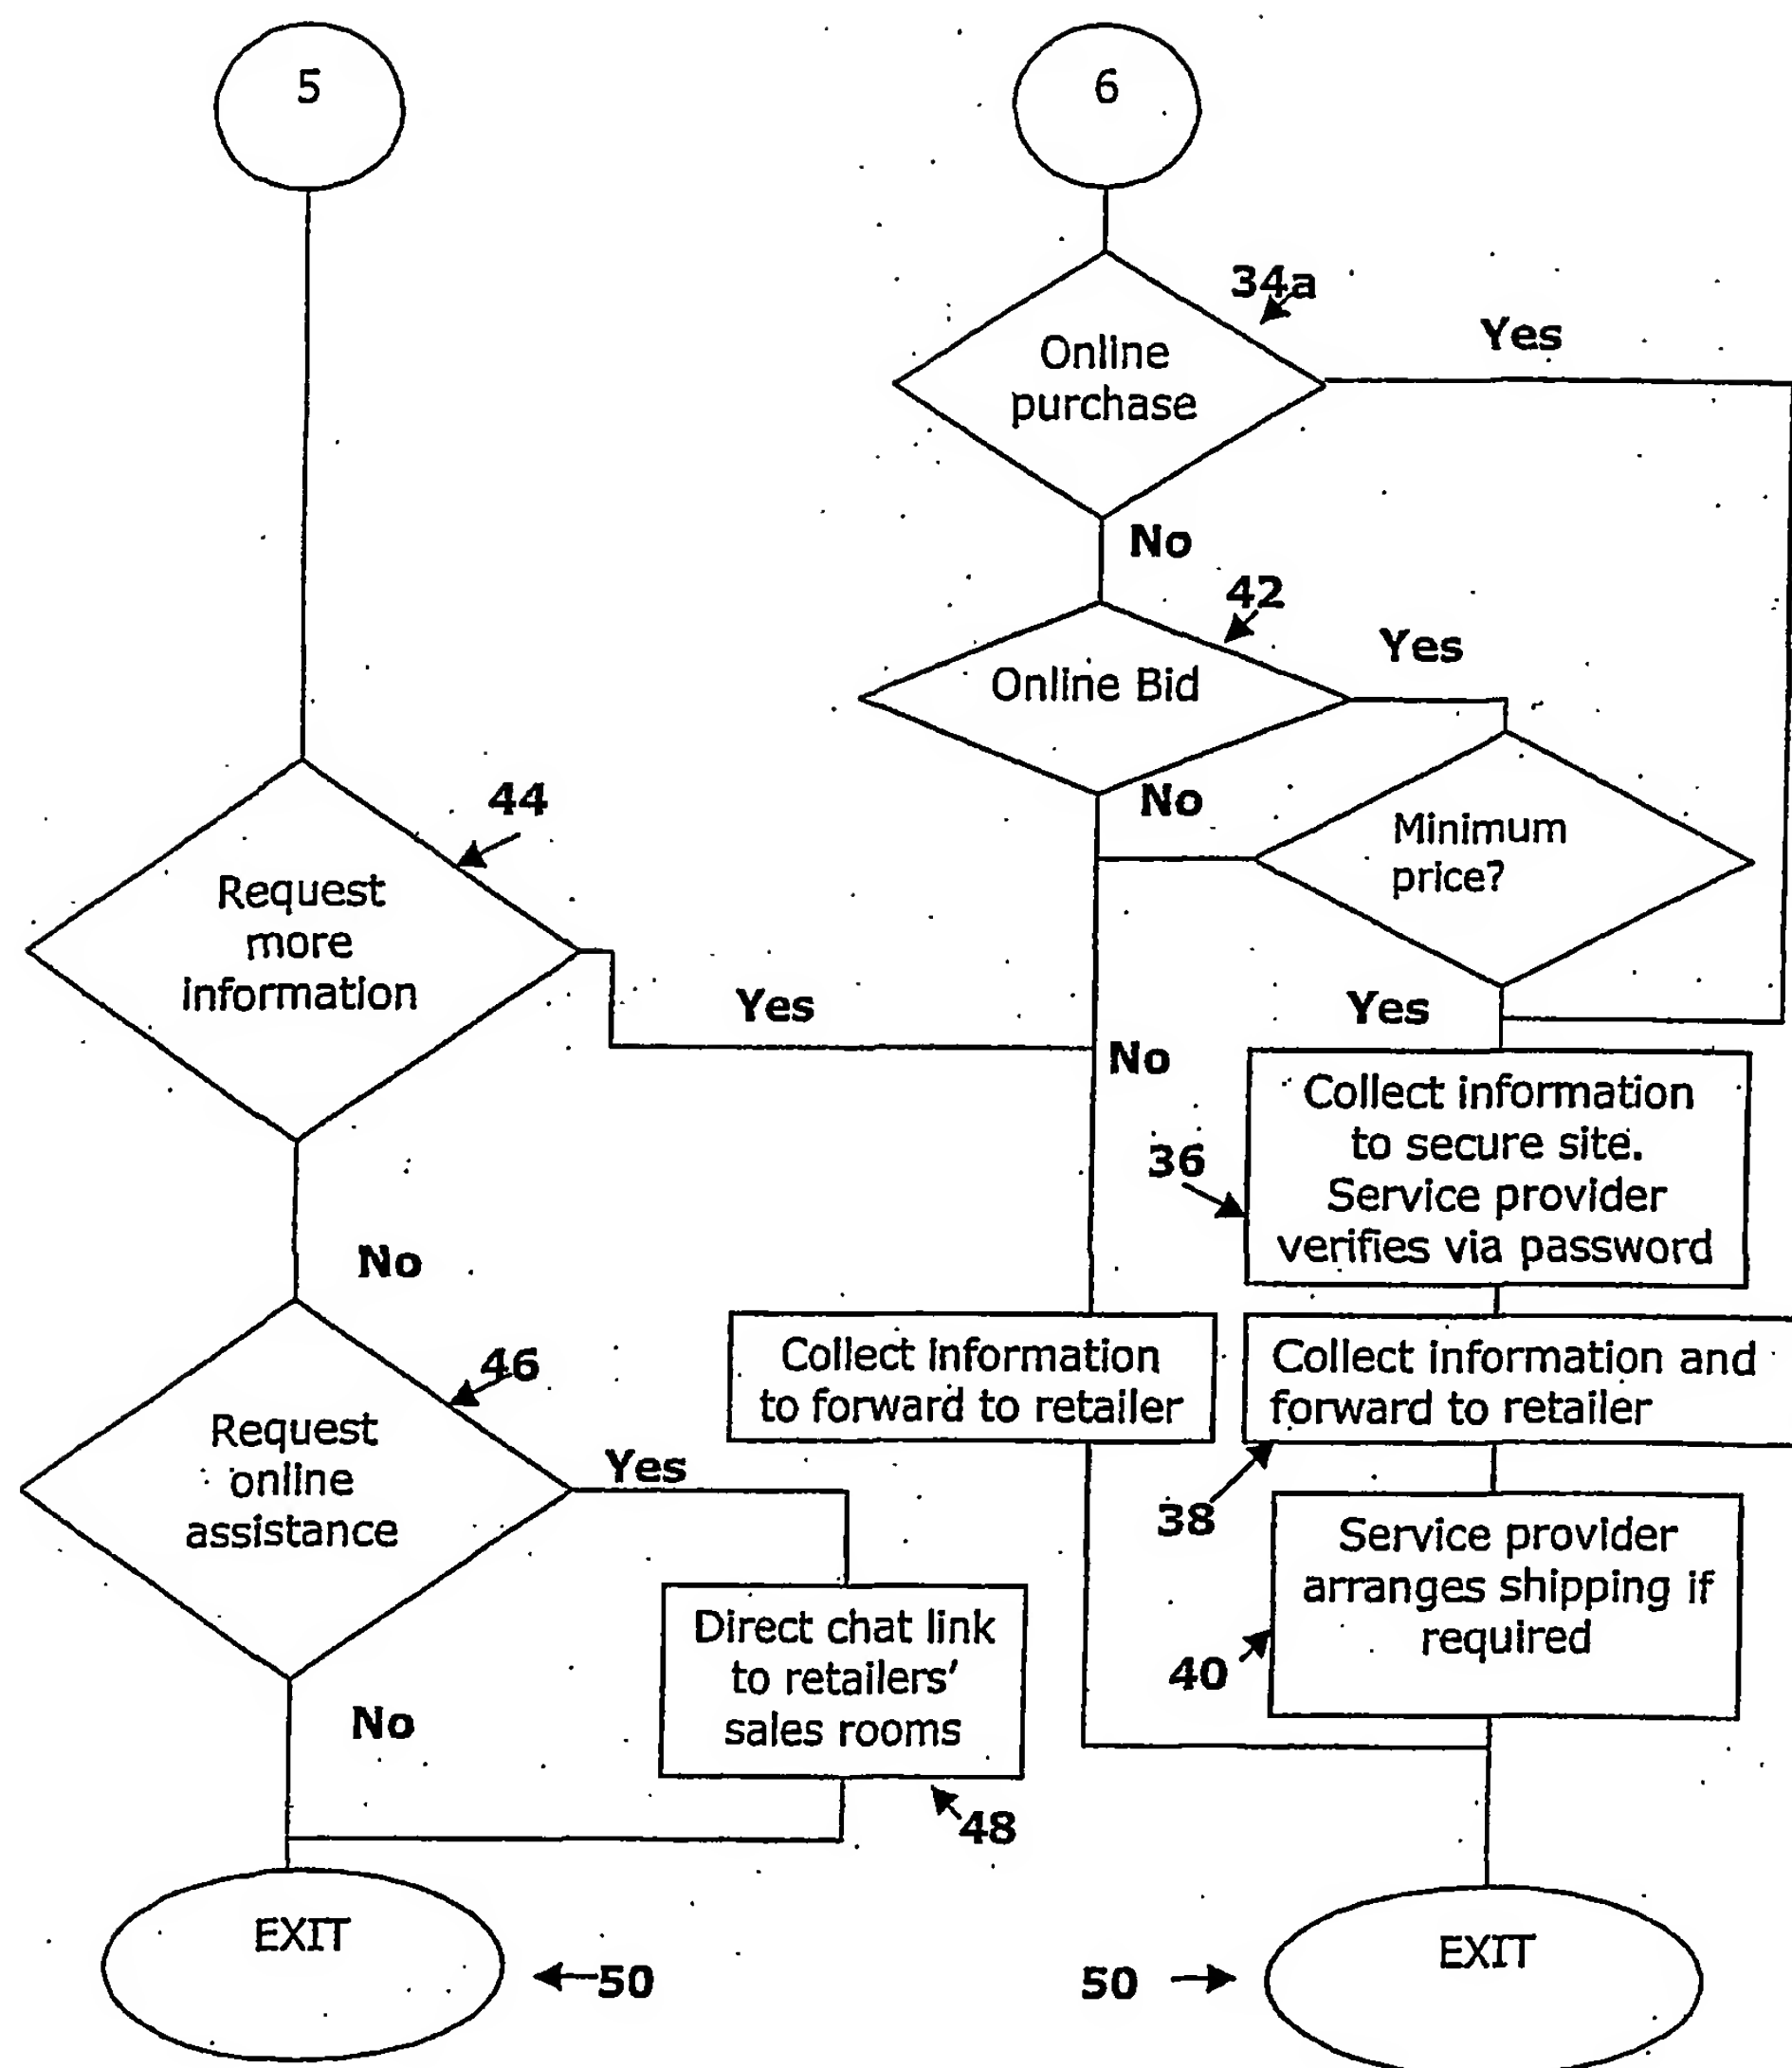 5
6
34a
Online
purchase
Yes
No
42
Online Bid
Yes
No
Minimum
price?
44
Request
more
information
Yes
No
Yes
Collect information
to secure site.
Service provider
verifies via password
36
No
46
Request
online
assistance
Yes
Collect information
to forward to retailer
Collect information and
forward to retailer
38
Service provider
arranges shipping if
required
40
Direct chat link
to retailers'
sales rooms
48
No
EXIT
50
50
EXIT